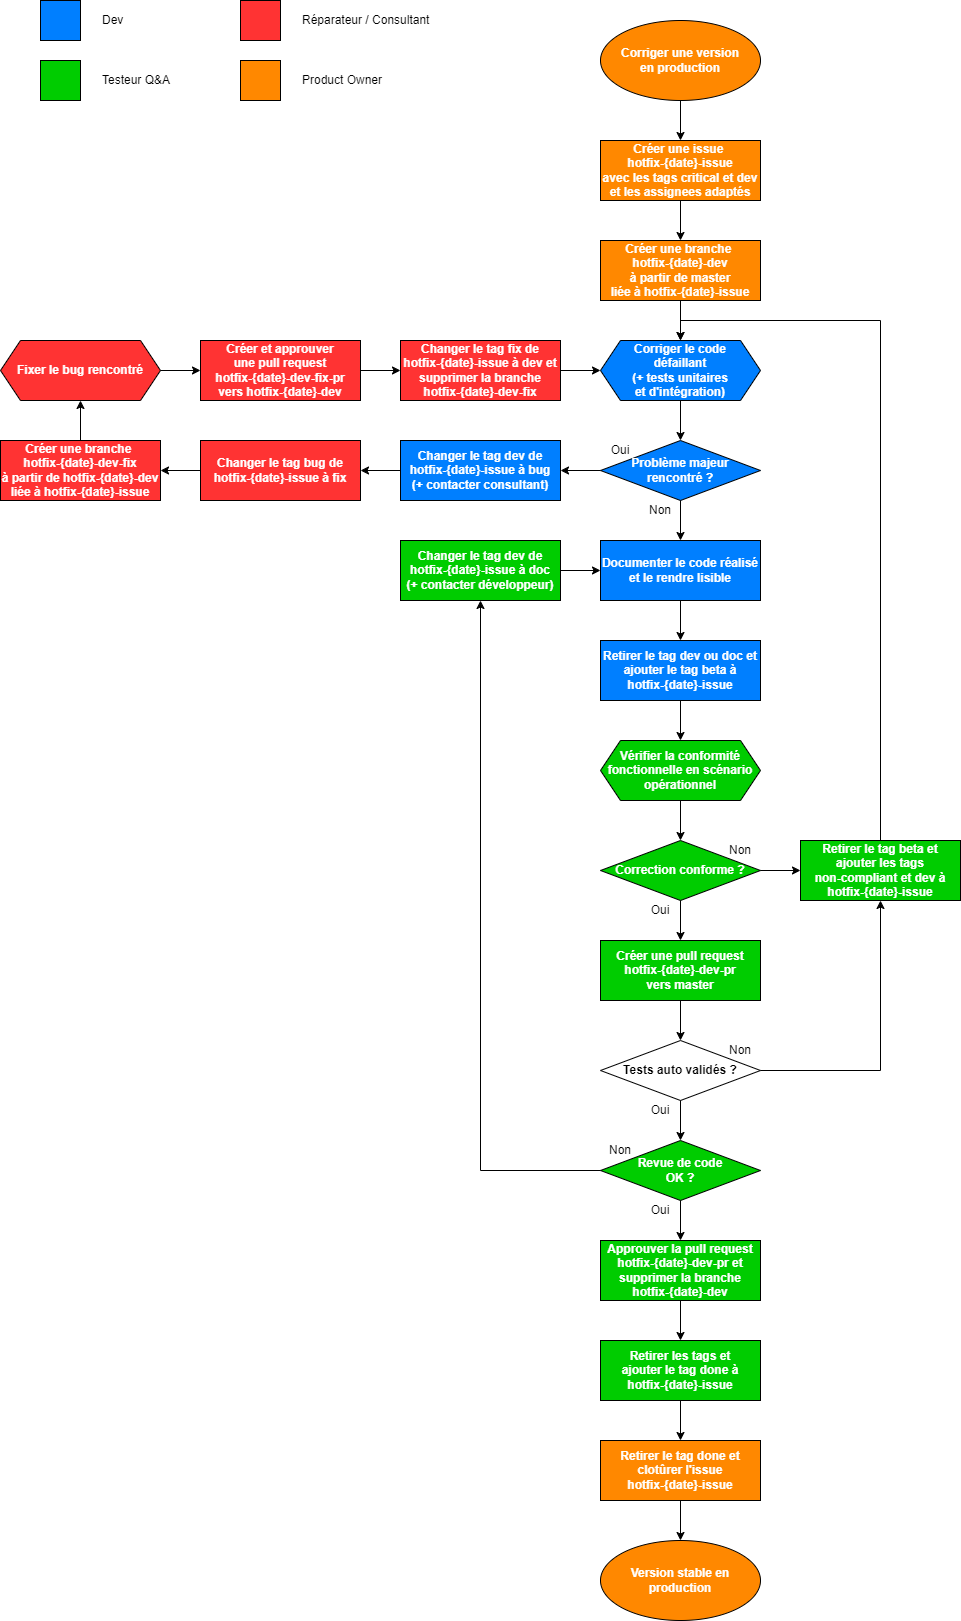 Dev
Réparateur / Consultant
Testeur Q&A
Product Owner
Corriger une version
en production
Créer une issue
hotfix-{date}-issue
avec les tags critical et dev
et les assignees adaptés
Créer une branche
hotfix-{date}-dev
à partir de master
liée à hotfix-{date}-issue
Fixer le bug rencontré
Créer et approuver
une pull request
hotfix-{date}-dev-fix-pr
vers hotfix-{date}-dev
Changer le tag fix de
hotfix-{date}-issue à dev et
supprimer la branche
hotfix-{date}-dev-fix
Corriger le code
défaillant
(+ tests unitaires
et d'intégration)
Créer une branche
hotfix-{date}-dev-fix
à partir de hotfix-{date}-dev
liée à hotfix-{date}-issue
Changer le tag bug de
hotfix-{date}-issue à fix
Changer le tag dev de
hotfix-{date}-issue à bug
(+ contacter consultant)
Oui
Problème majeur
rencontré ?
Non
Changer le tag dev de
hotfix-{date}-issue à doc
(+ contacter développeur)
Documenter le code réalisé
et le rendre lisible
Retirer le tag dev ou doc et
ajouter le tag beta à
hotfix-{date}-issue
Vérifier la conformité
fonctionnelle en scénario
opérationnel
Correction conforme ?
Non
Retirer le tag beta et
ajouter les tags
non-compliant et dev à
hotfix-{date}-issue
Oui
Créer une pull request
hotfix-{date}-dev-pr
vers master
Non
Tests auto validés ?
Oui
Non
Revue de code
OK ?
Oui
Approuver la pull request
hotfix-{date}-dev-pr et
supprimer la branche
hotfix-{date}-dev
Retirer les tags et
ajouter le tag done à
hotfix-{date}-issue
Retirer le tag done et
clotûrer l'issue
hotfix-{date}-issue
Version stable en
production